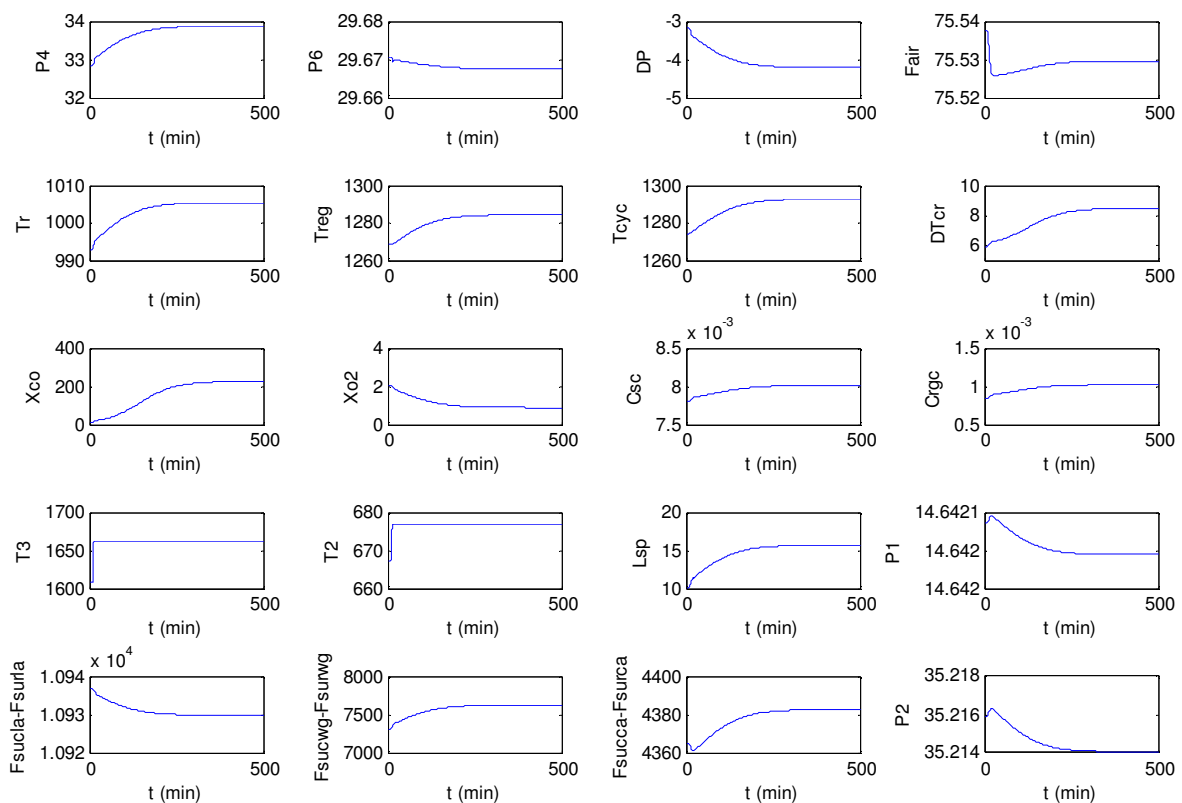 34 29.68 -3 75.54
P4 33 P6 29.67 DP -4 Fair 75.53
32 29.66 -5 75.52
0 500 0 500 0 500 0 500
t (min) t (min) t (min) t (min)
1010 1300 1300 10
Tr 1000 Treg 1280 Tcyc 1280 DTcr 8
6
990 1260 1260
0 500 0 500 0 500 0 500
t (min) t (min) t (min) t (min)
x 10-3 x 10-3
400 4 8.5 1.5
Xco 200 Xo2 2 Csc 8 Crgc 1
0 0 7.5 0.5
0 500 0 500 0 500 0 500
t (min) t (min) t (min) t (min)
1700 680 20 14.6421
T3 1650 T2 670 Lsp 15 P1 14.642
1600 660 10 14.642
0 500 0 500 0 500 0 500
t (min) t (min) t (min) t (min)
x 104
1.094 8000 4400 35.218
Fsucla-Fsurla 1.093 Fsucwg-Fsurwg 7500 Fsucca-Fsurca 4380 P2 35.216
1.092 7000 4360 35.214
0 500 0 500 0 500 0 500
t (min) t (min) t (min) t (min)